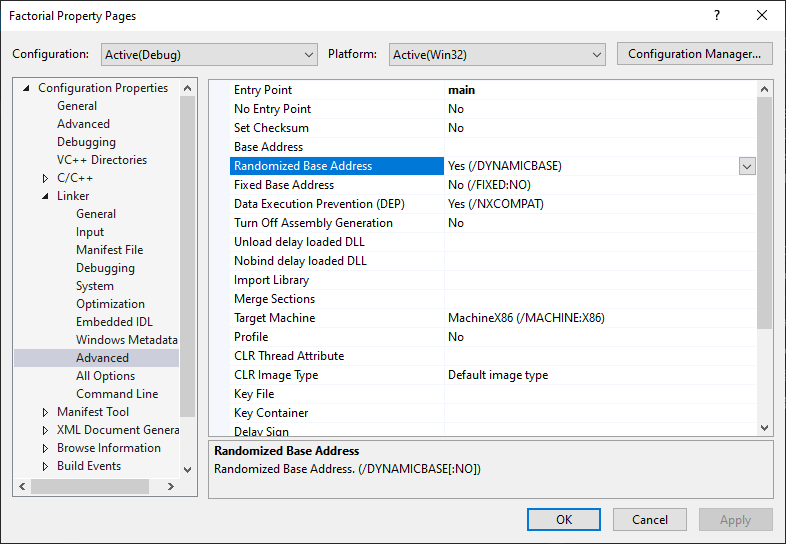 Factorial Property Pages
?
Configuration: Active(Debug) Platform: Active(Win32) Configuration Manager...
Configuration Properties
General
Advanced
Debugging
VC++ Directories
C/C++
Linker
General
Input
Manifest File
Debugging
System
Optimization
Embedded IDL
Windows Metadata
Advanced
All Options
Command Line
Manifest Tool
XML Document Genera
Browse Information
Build Events
Entry Point main
No Entry Point No
Set Checksum No
Base Address
Randomized Base Address Yes (/DYNAMICBASE)
Fixed Base Address No (/FIXED:NO)
Data Execution Prevention (DEP) Yes (/NXCOMPAT)
Turn Off Assembly Generation No
Unload delay loaded DLL
Nobind delay loaded DLL
Import Library
Merge Sections
Target Machine MachineX86 (/MACHINE:X86)
Profile No
CLR Thread Attribute
CLR Image Type Default image type
Key File
Key Container
Delay Sign
Randomized Base Address
Randomized Base Address. (/DYNAMICBASE[:NO])
OK Cancel Apply